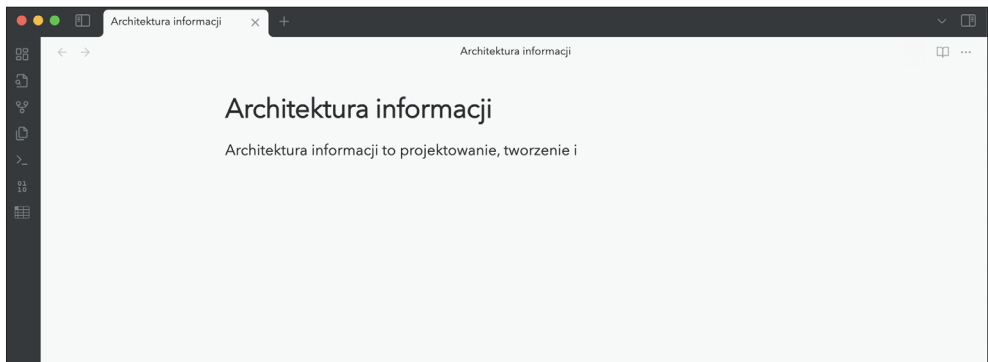 Architektura informacji
Architektura informacji
Architektura informacji
Architektura informacji to projektowanie, tworzenie i